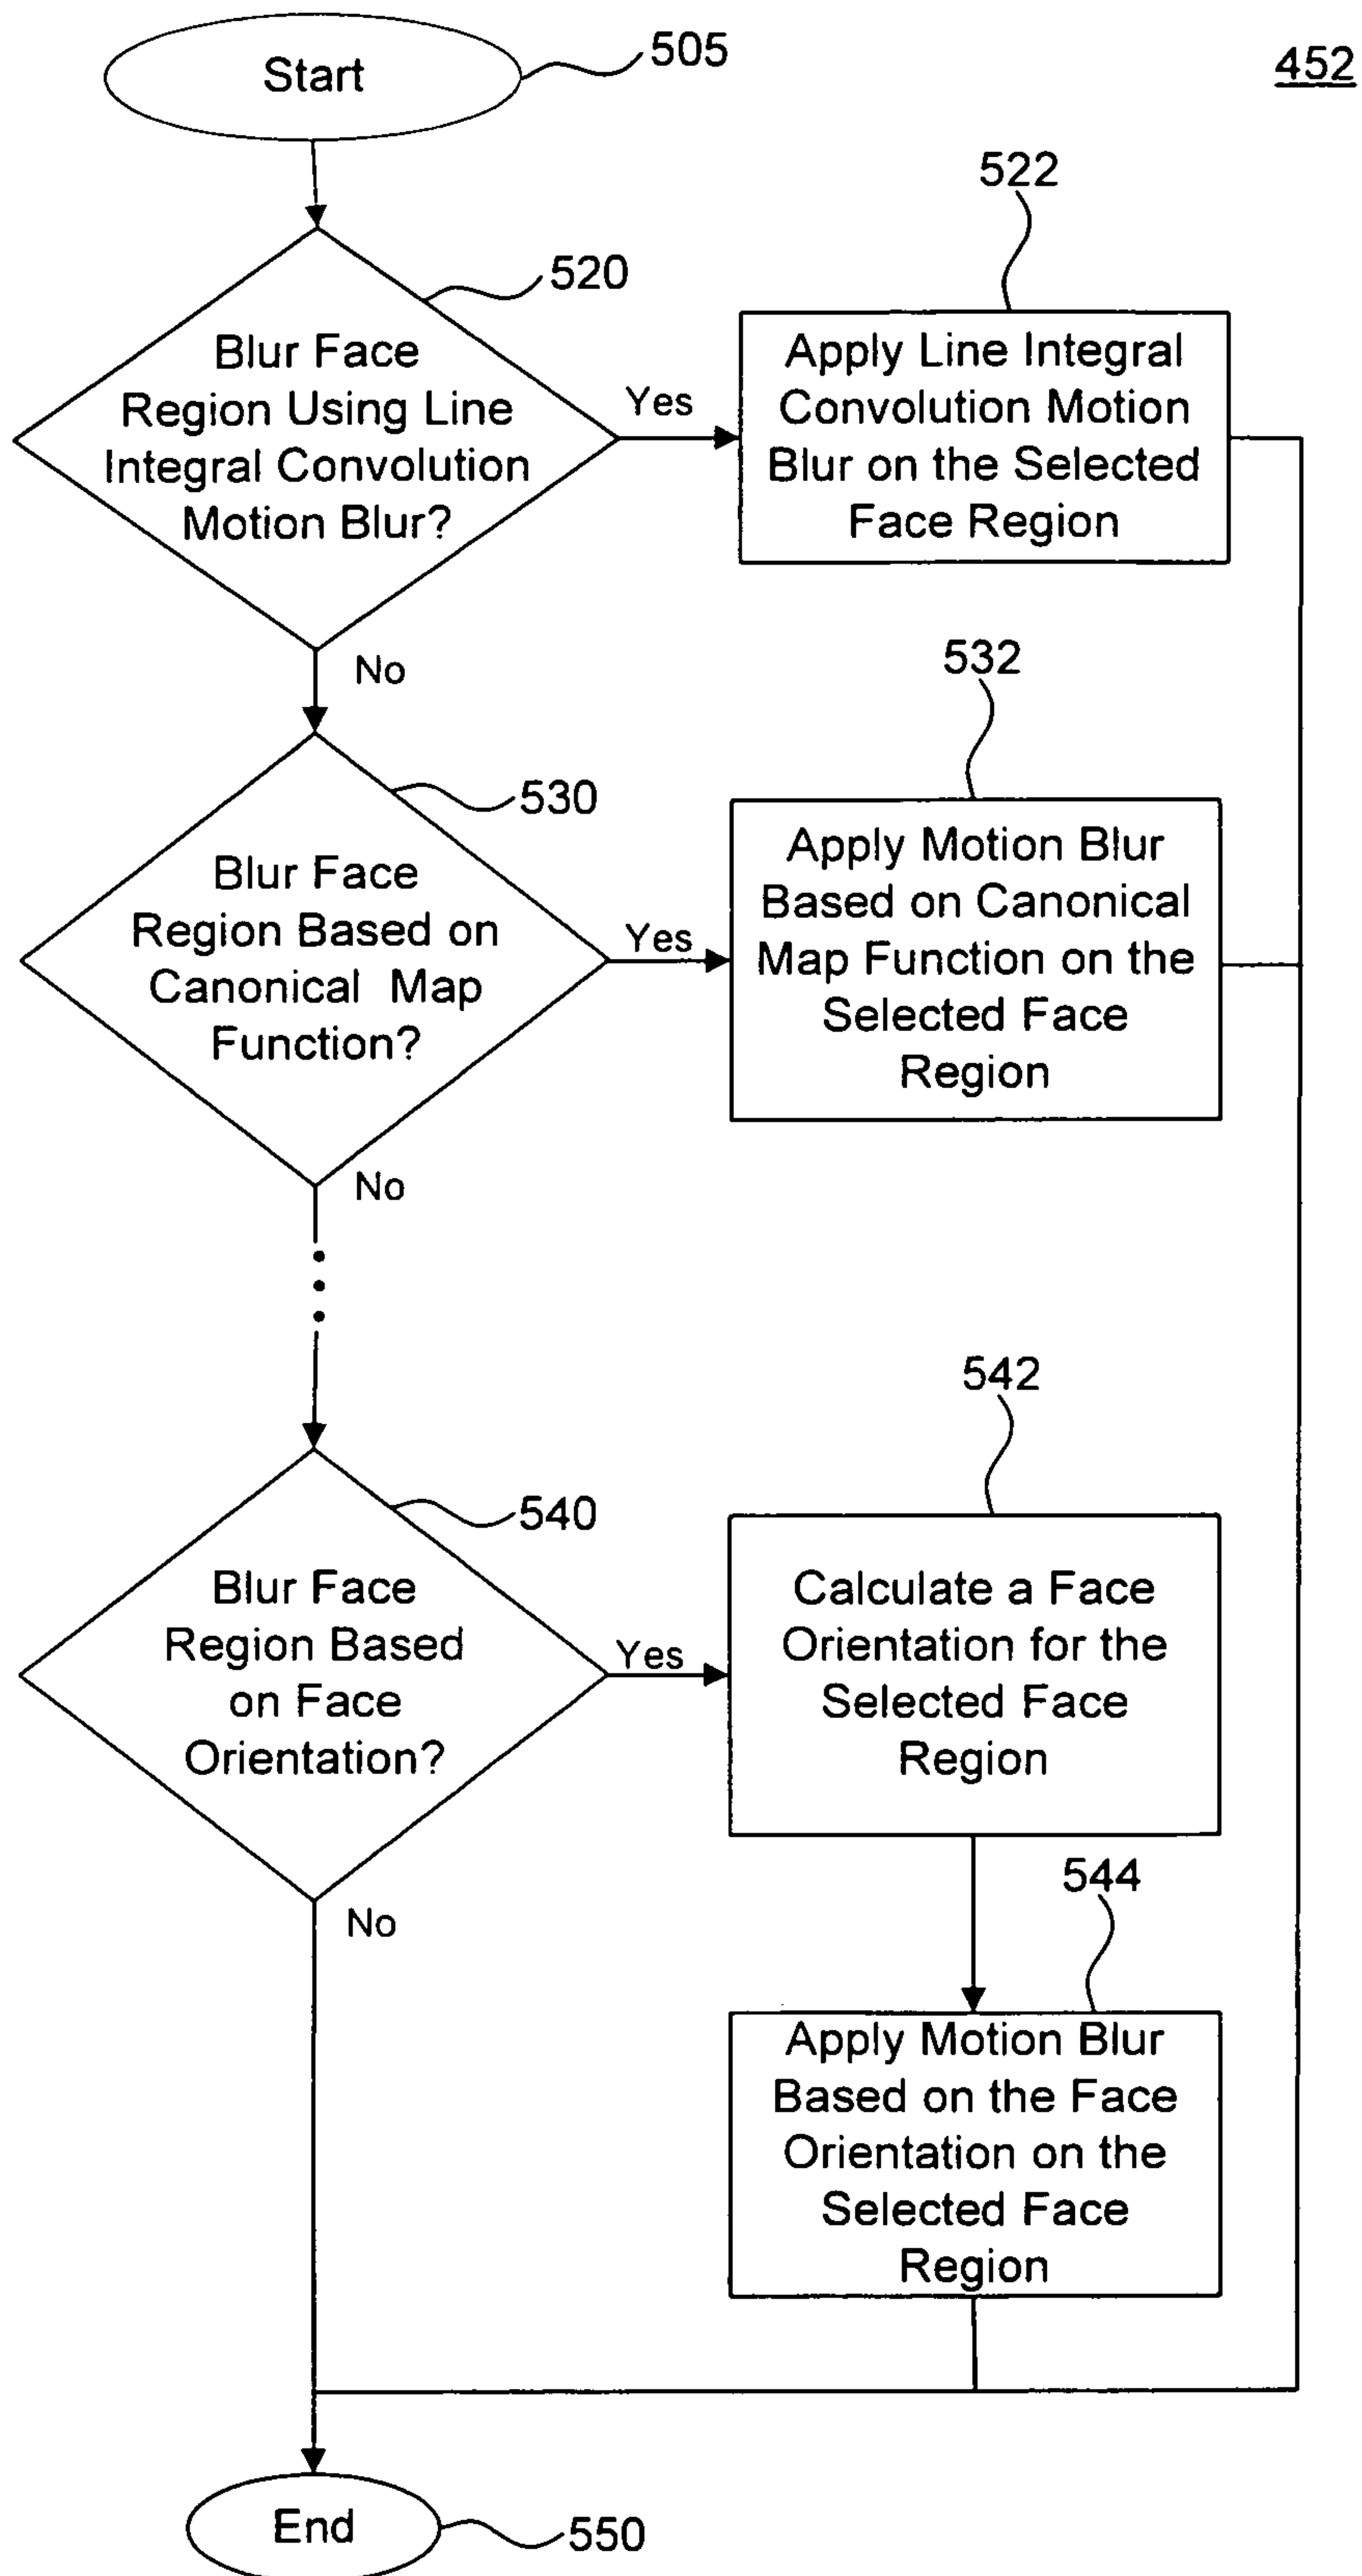 Start
505
452
522
520
Blur Face
Region Using Line
Integral Convolution
Motion Blur?
Yes
Apply Line Integral
Convolution Motion
Blur on the Selected
Face Region
No
532
530
Blur Face
Region Based on
Canonical Map
Function?
Yes
Apply Motion Blur
Based on Canonical
Map Function on the
Selected Face
Region
No
542
540
Blur Face
Region Based
on Face
Orientation?
Yes
Calculate a Face
Orientation for the
Selected Face
Region
No
544
Apply Motion Blur
Based on the Face
Orientation on the
Selected Face
Region
End
550